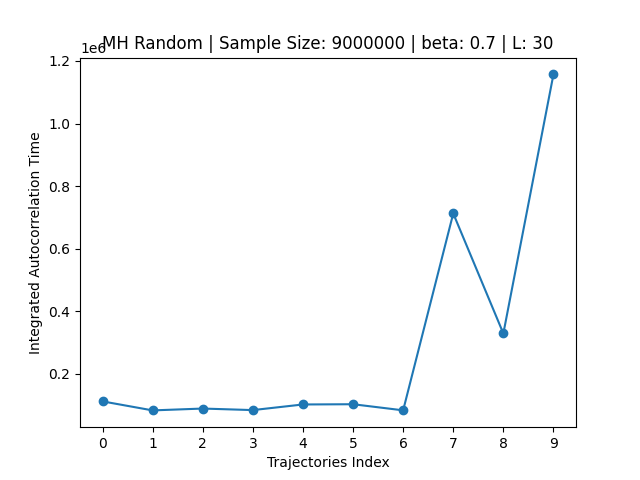 MH Random | Sample Size: 9000000 | beta: 0.7 | L: 30
1e6
1.2
1.0
0.8
0.6
0.4
0.2
Integrated Autocorrelation Time
0 1 2 3 4 5 6 7 8 9
Trajectories Index